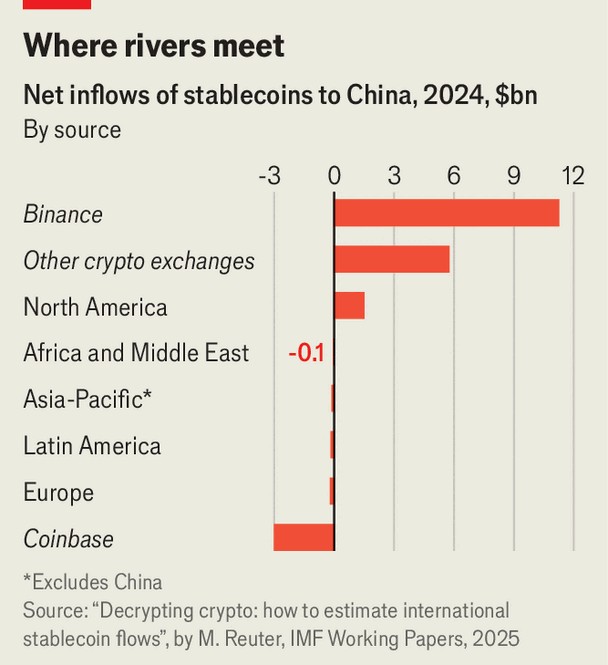 Where rivers meet
Net inflows of stablecoins to China, 2024, $bn
By source
-3 0 3 6 9 12
Binance
Other crypto exchanges
North America
Africa and Middle East -0.1
Asia-Pacific*
Latin America
Europe
Coinbase
*Excludes China
Source: “Decrypting crypto: how to estimate international
stablecoin flows”, by M. Reuter, IMF Working Papers, 2025